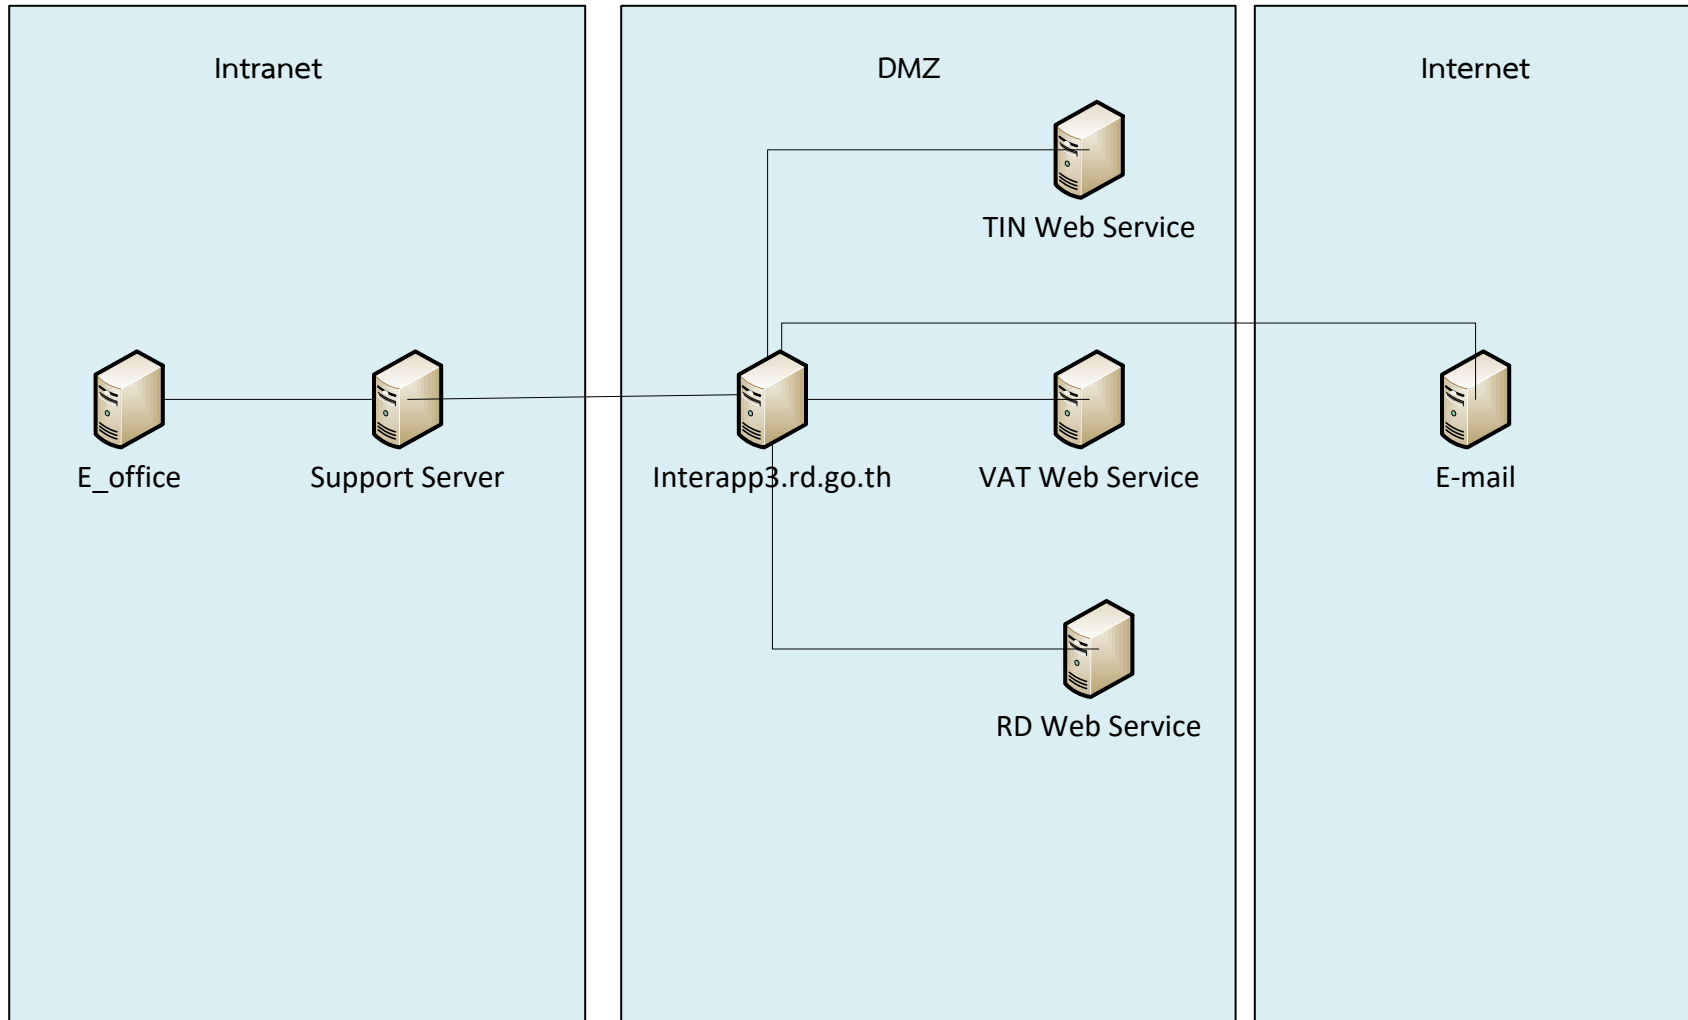 Intranet
DMZ
Internet
TIN Web Service
E_office
Support Server
Interapp3.rd.go.th
VAT Web Service
E-mail
RD Web Service